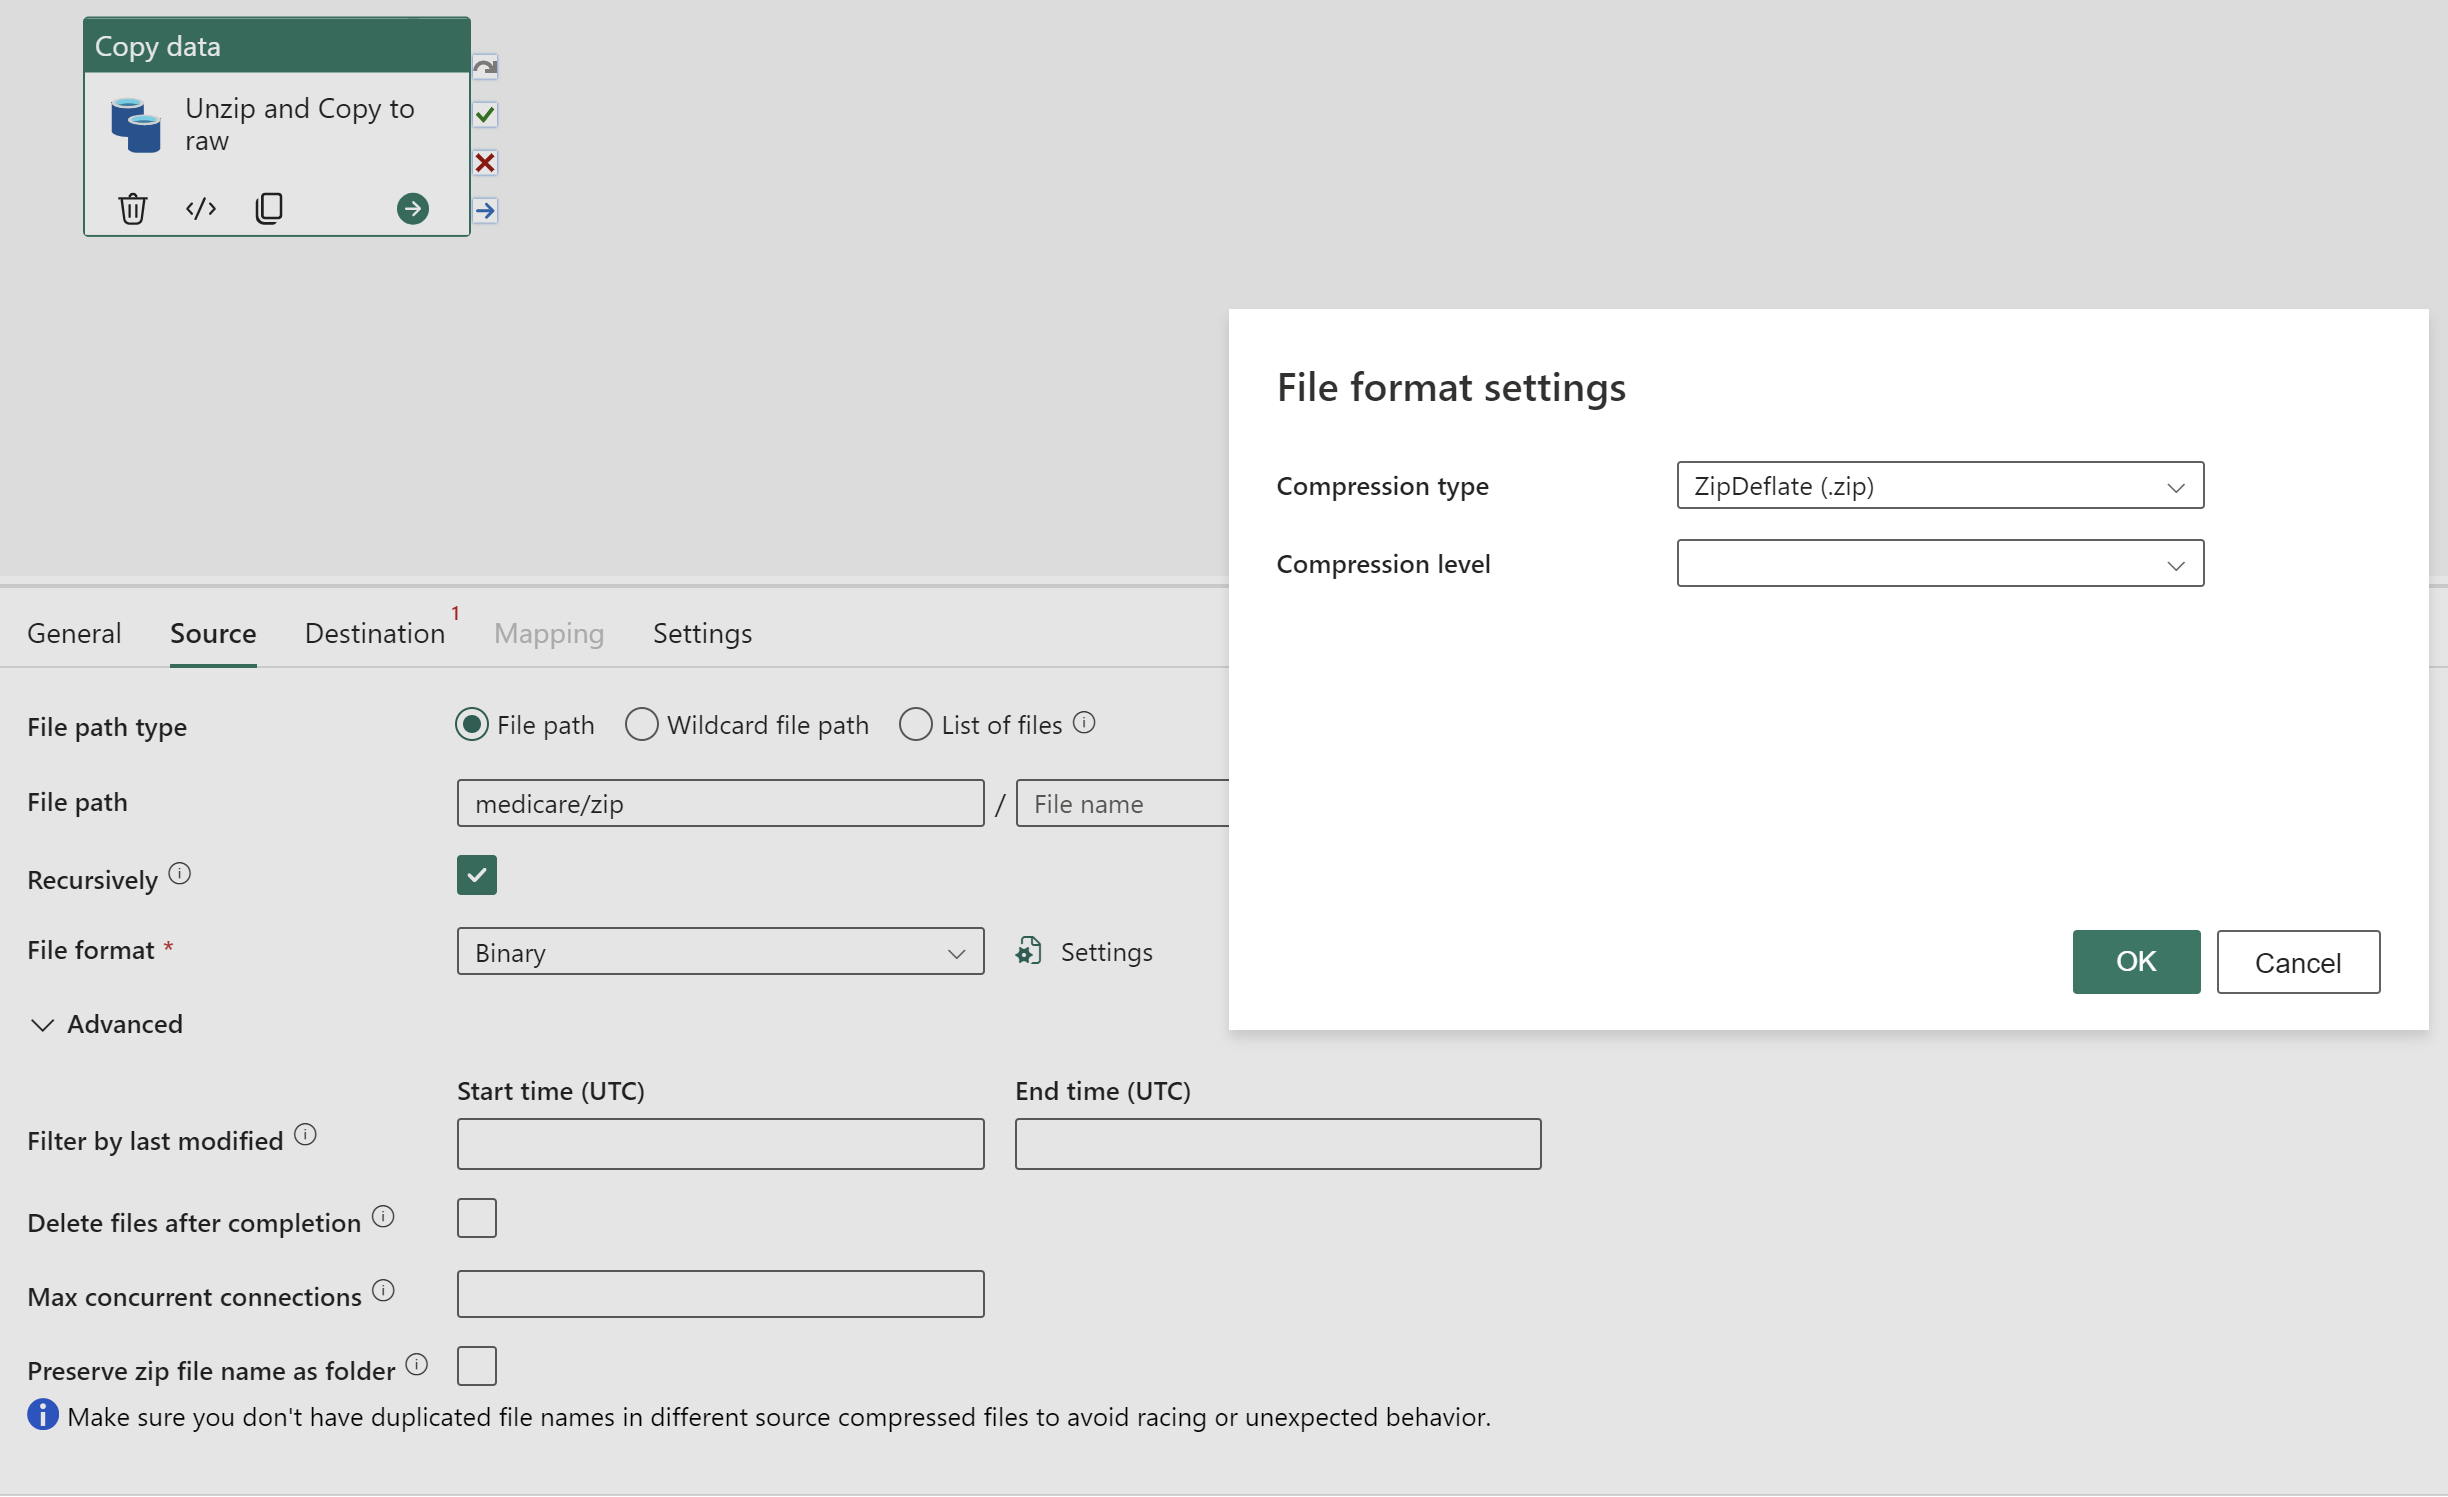 Copy data
Unzip and Copy to
raw
File format settings
Compression type
ZipDeflate (.zip)
Compression level
OK
Cancel
General
Source
Destination 1
Mapping
Settings
File path type
File path
Wildcard file path
List of files
File path
medicare/zip
/
File name
Recursively
File format *
Binary
Settings
Advanced
Start time (UTC)
End time (UTC)
Filter by last modified
Delete files after completion
Max concurrent connections
Preserve zip file name as folder
Make sure you don't have duplicated file names in different source compressed files to avoid racing or unexpected behavior.